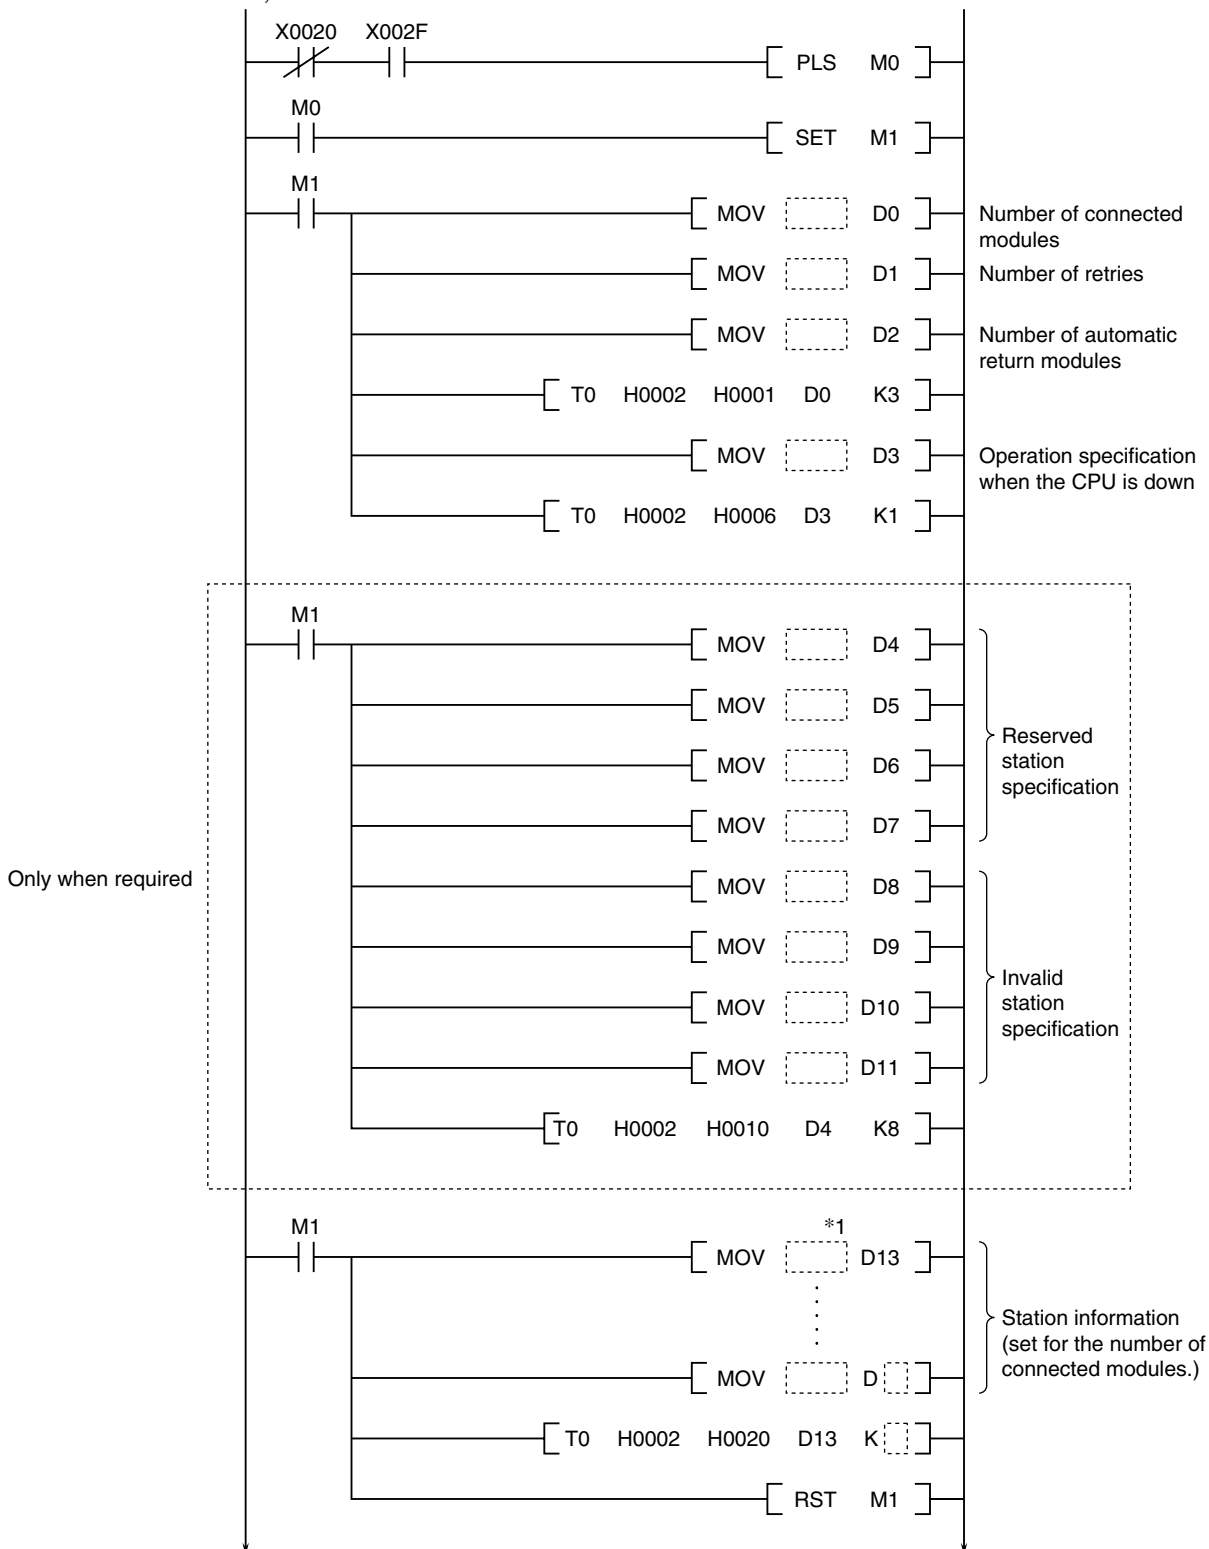 X0020 X002F
PLS M0
M0
SET M1
M1
MOV D0 Number of connected
modules
MOV D1 Number of retries
MOV D2 Number of automatic
return modules
T0 H0002 H0001 D0 K3
MOV D3 Operation specification
when the CPU is down
T0 H0002 H0006 D3 K1
M1
MOV D4
MOV D5
Reserved
station
specification
MOV D6
MOV D7
Only when required
MOV D8
MOV D9
Invalid
station
specification
MOV D10
MOV D11
T0 H0002 H0010 D4 K8
M1
*1
MOV D13
Station information
(set for the number of
connected modules.)
MOV D
T0 H0002 H0020 D13 K
RST M1